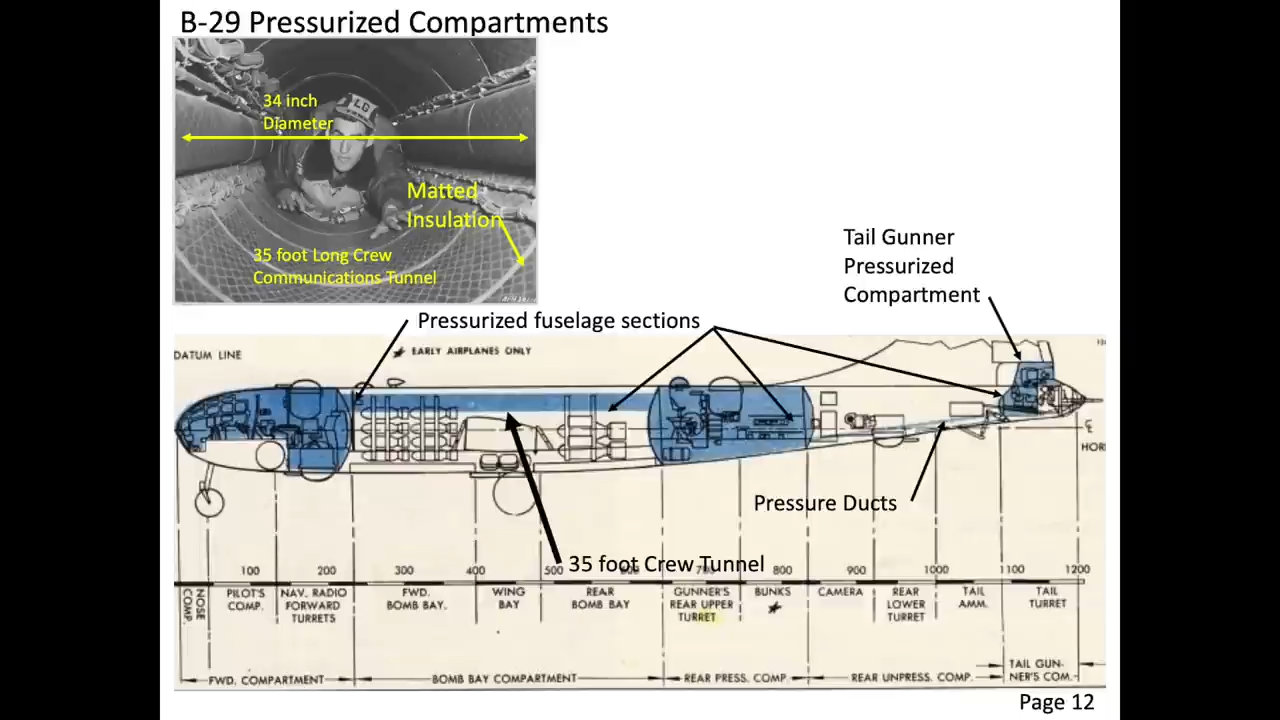 B-29 Pressurized Compartments
34 inch
Diameter
LG
Matted
Insulation
35 foot Long Crew
Communications Tunnel
Tail Gunner
Pressurized
Compartment
Pressurized fuselage sections
DATUM LINE
EARLY AIRPLANES ONLY
HOR
Pressure Ducts
35 foot Crew Tunnel
100 200 300 400 500 700 800 900 1000 1100 1200
NOSE
COMP.
PILOT'S
COMP.
NAV. RADIO
FORWARD
TURRETS
FWD.
BOMB BAY.
WING
BAY
REAR
BOMB BAY
GUNNER'S
REAR UPPER
TURRET
BUNKS
CAMERA
REAR
LOWER
TURRET
TAIL
AMM.
TAIL
TURRET
FWD. COMPARTMENT
BOMB BAY COMPARTMENT
REAR PRESS. COMP.
REAR UNPRESS. COMP.
TAIL GUN-
NER'S COM.
Page 12